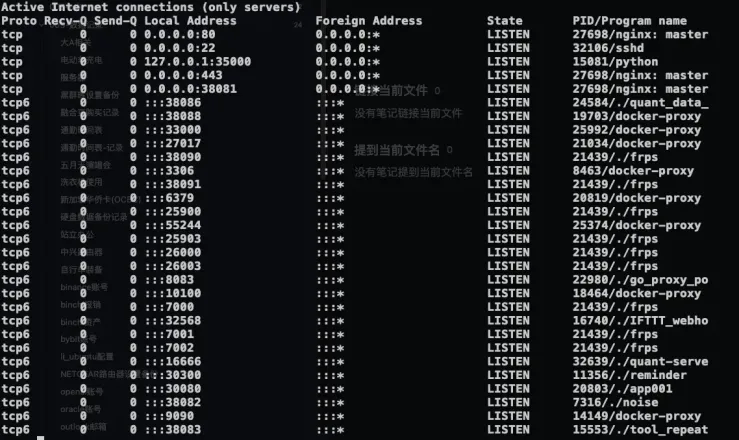 Active Internet connections (only servers)
Proto Recv-Q Send-Q Local Address Foreign Address State PID/Program name
tcp 0 0 0.0.0.0:80 0.0.0.0:* LISTEN 27698/nginx: master
tcp 0 0 0.0.0.0:22 0.0.0.0:* LISTEN 32106/sshd
tcp 0 0 127.0.0.1:35000 0.0.0.0:* LISTEN 15081/python
tcp 0 0 0.0.0.0:443 0.0.0.0:* LISTEN 27698/nginx: master
tcp 0 0 0.0.0.0:38081 0.0.0.0:* LISTEN 27698/nginx: master
tcp6 0 0 :::38086 :::* LISTEN 24584/./quant_data_
tcp6 0 0 :::38088 :::* LISTEN 19703/docker-proxy
tcp6 0 0 :::33000 :::* LISTEN 25992/docker-proxy
tcp6 0 0 :::27017 :::* LISTEN 21034/docker-proxy
tcp6 0 0 :::38090 :::* LISTEN 21439/./frps
tcp6 0 0 :::3306 :::* LISTEN 8463/docker-proxy
tcp6 0 0 :::38091 :::* LISTEN 21439/./frps
tcp6 0 0 :::6379 :::* LISTEN 20819/docker-proxy
tcp6 0 0 :::25900 :::* LISTEN 21439/./frps
tcp6 0 0 :::55244 :::* LISTEN 25374/docker-proxy
tcp6 0 0 :::25903 :::* LISTEN 21439/./frps
tcp6 0 0 :::26000 :::* LISTEN 21439/./frps
tcp6 0 0 :::26003 :::* LISTEN 21439/./frps
tcp6 0 0 :::8083 :::* LISTEN 22980/./go_proxy_po
tcp6 0 0 :::10100 :::* LISTEN 18464/docker-proxy
tcp6 0 0 :::7000 :::* LISTEN 21439/./frps
tcp6 0 0 :::32568 :::* LISTEN 16740/./IFTTT_webho
tcp6 0 0 :::7001 :::* LISTEN 21439/./frps
tcp6 0 0 :::7002 :::* LISTEN 21439/./frps
tcp6 0 0 :::16666 :::* LISTEN 32639/./quant-serve
tcp6 0 0 :::30300 :::* LISTEN 11356/./reminder
tcp6 0 0 :::30080 :::* LISTEN 20803/./app001
tcp6 0 0 :::38082 :::* LISTEN 7316/./noise
tcp6 0 0 :::9090 :::* LISTEN 14149/docker-proxy
tcp6 0 0 :::38083 :::* LISTEN 15553/./tool_repeat
24
当前文件 0
没有笔记链接当前文件
提到当前文件名 0
没有笔记提到当前文件名